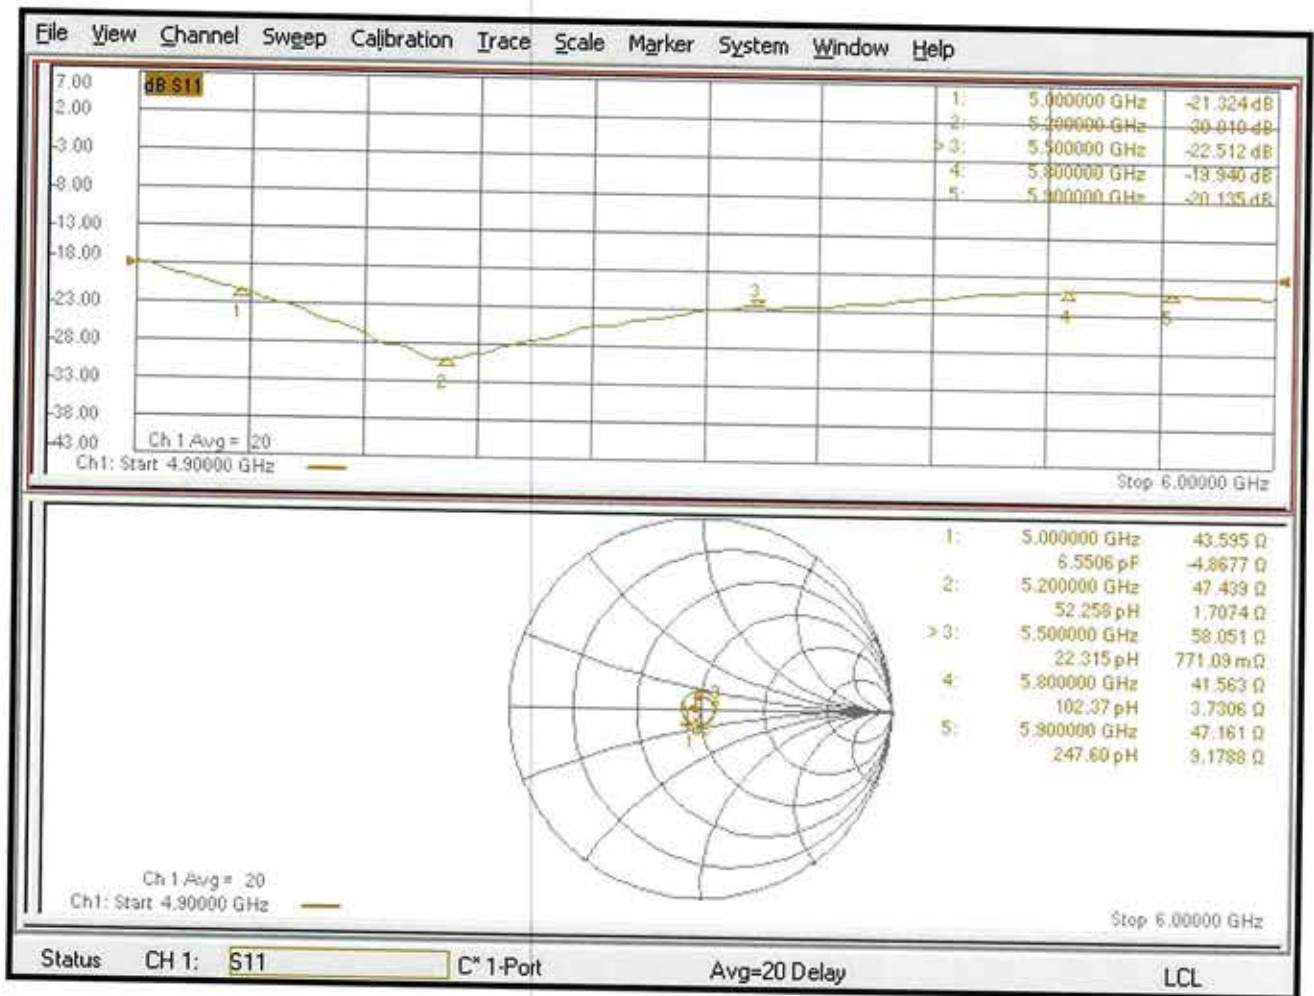 File View Channel Sweep Calibration Trace Scale Marker System Window Help
7.00
2.00
-3.00
-8.00
-13.00
-18.00
-23.00
-28.00
-33.00
-38.00
-43.00
dB S11
1: 5.000000 GHz -21.324 dB
2: 5.200000 GHz -30.010 dB
> 3: 5.500000 GHz -22.512 dB
4: 5.800000 GHz -19.940 dB
5: 5.900000 GHz -20.135 dB
1
2
3
4
5
Ch 1 Avg = 20
Ch1: Start 4.90000 GHz
Stop 6.00000 GHz
1: 5.000000 GHz 43.595 Ω
6.5506 pF -4.8677 Ω
2: 5.200000 GHz 47.439 Ω
52.258 pH 1.7074 Ω
> 3: 5.500000 GHz 58.051 Ω
22.315 pH 771.09 mΩ
4: 5.800000 GHz 41.563 Ω
102.37 pH 3.7306 Ω
5: 5.900000 GHz 47.161 Ω
247.60 pH 9.1788 Ω
3
1
Ch 1 Avg = 20
Ch1: Start 4.90000 GHz
Stop 6.00000 GHz
Status CH 1: S11 C* 1-Port Avg=20 Delay LCL